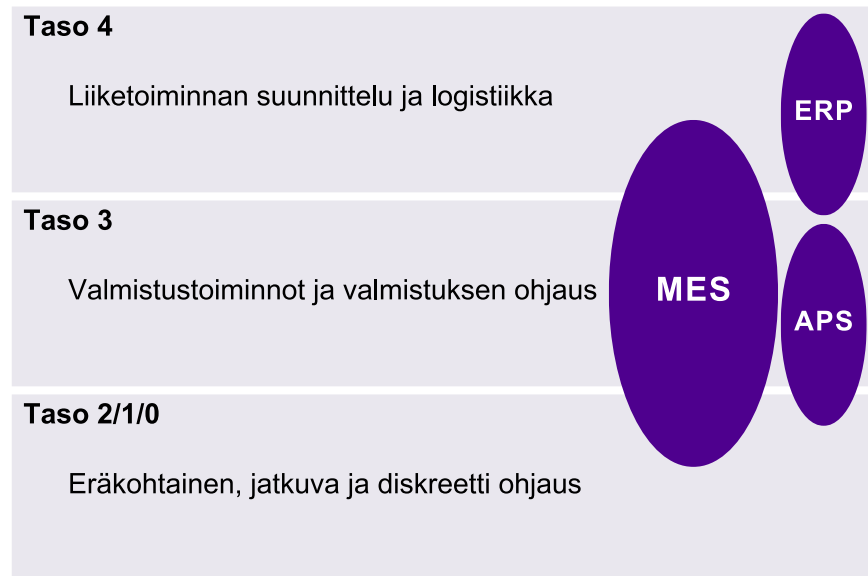 Taso 4
Liiketoiminnan suunnittelu ja logistiikka
ERP
Taso 3
Valmistustoiminnot ja valmistuksen ohjaus
MES
APS
Taso 2/1/0
Eräkohtainen, jatkuva ja diskreetti ohjaus